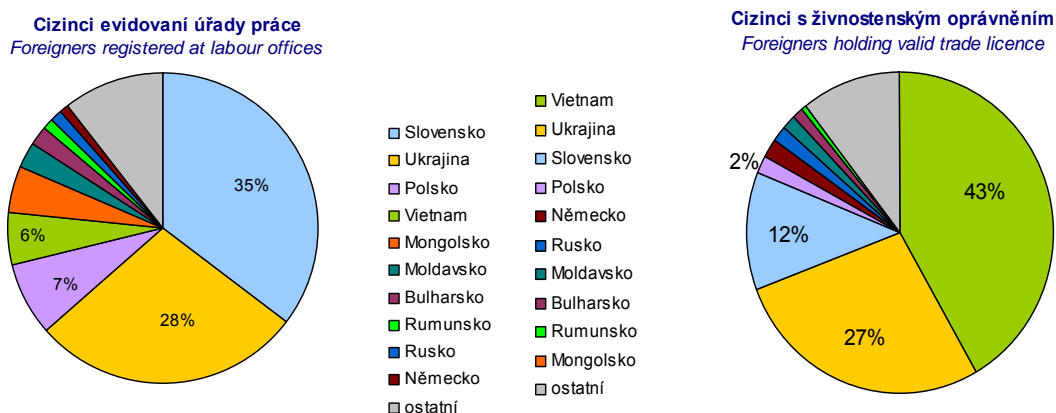 Cizinci evidovaní úřady práce
Foreigners registered at labour offices
35%
28%
7%
6%
Slovensko
Ukrajina
Polsko
Vietnam
Mongolsko
Moldavsko
Bulharsko
Rumunsko
Rusko
Německo
ostatní
Vietnam
Ukrajina
Slovensko
Polsko
Německo
Rusko
Moldavsko
Bulharsko
Rumunsko
Mongolsko
ostatní
Cizinci s živnostenským oprávněním
Foreigners holding valid trade licence
43%
27%
12%
2%